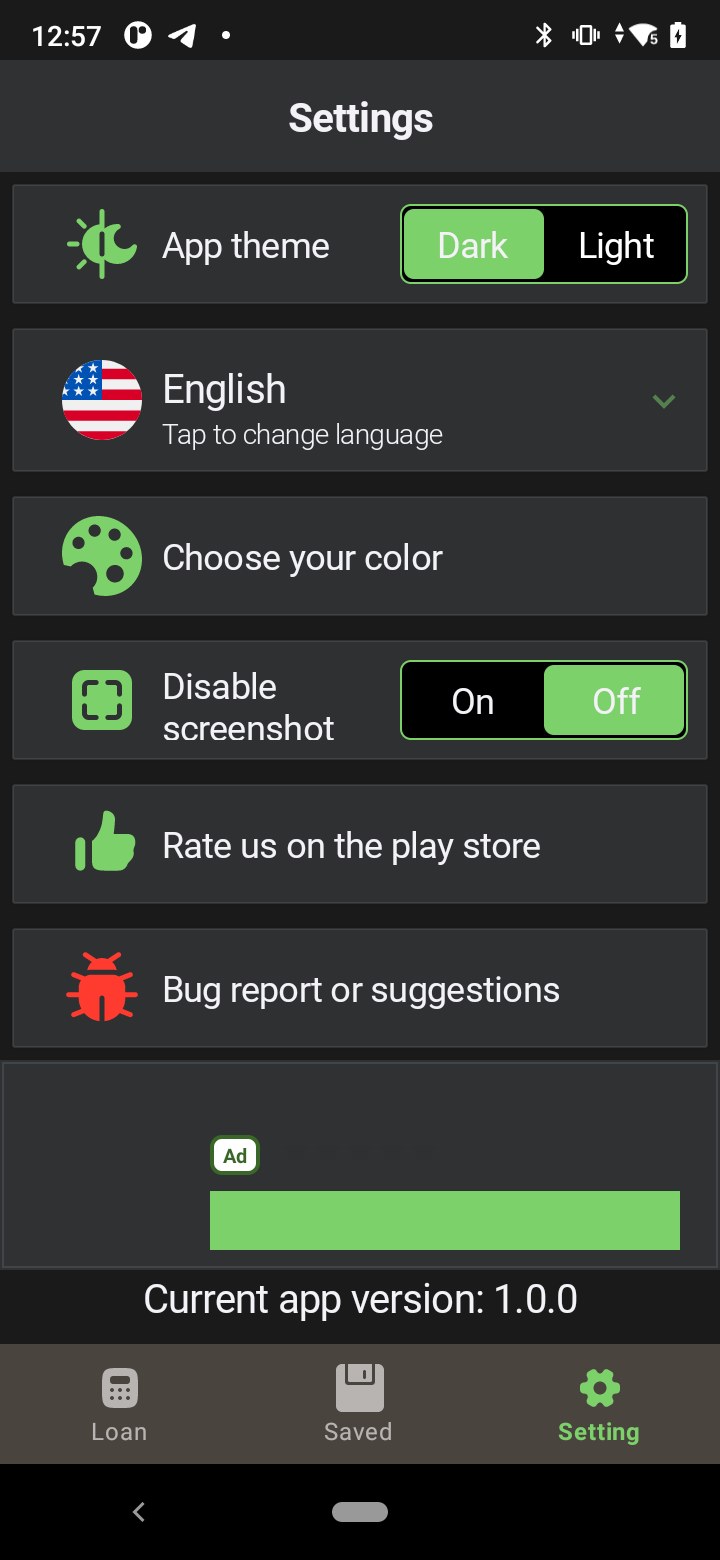 12:57
5
Settings
App theme
Dark
Light
English
Tap to change language
Choose your color
Disable
screenshot
On
Off
Rate us on the play store
Bug report or suggestions
Ad
Current app version: 1.0.0
Loan
Saved
Setting